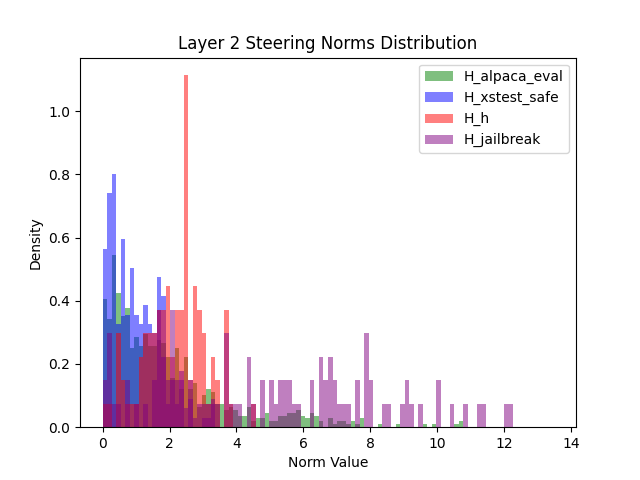 Layer 2 Steering Norms Distribution
H_alpaca_eval
H_xstest_safe
H_h
H_jailbreak
Density
1.0
0.8
0.6
0.4
0.2
0.0
0 2 4 6 8 10 12 14
Norm Value